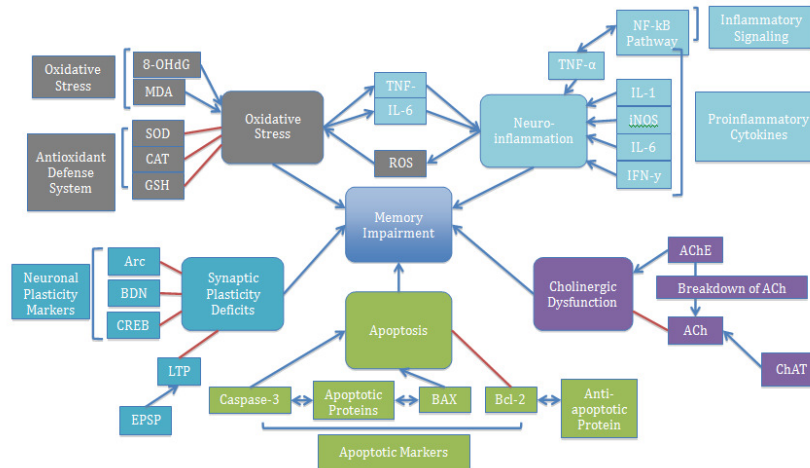 Oxidative
Stress
8-OHdG
MDA
Antioxidant
Defense
System
SOD
CAT
GSH
Oxidative
Stress
TNF-
IL-6
ROS
Neuro-
inflammation
TNF-α
NF-kB
Pathway
Inflammatory
Signaling
IL-1
iNOS
IL-6
IFN-y
Proinflammatory
Cytokines
Memory
Impairment
Neuronal
Plasticity
Markers
Arc
BDN
CREB
Synaptic
Plasticity
Deficits
LTP
EPSP
Apoptosis
Caspase-3
Apoptotic
Proteins
BAX
Bcl-2
Anti-
apoptotic
Protein
Apoptotic Markers
Cholinergic
Dysfunction
AChE
Breakdown of ACh
ACh
ChAT